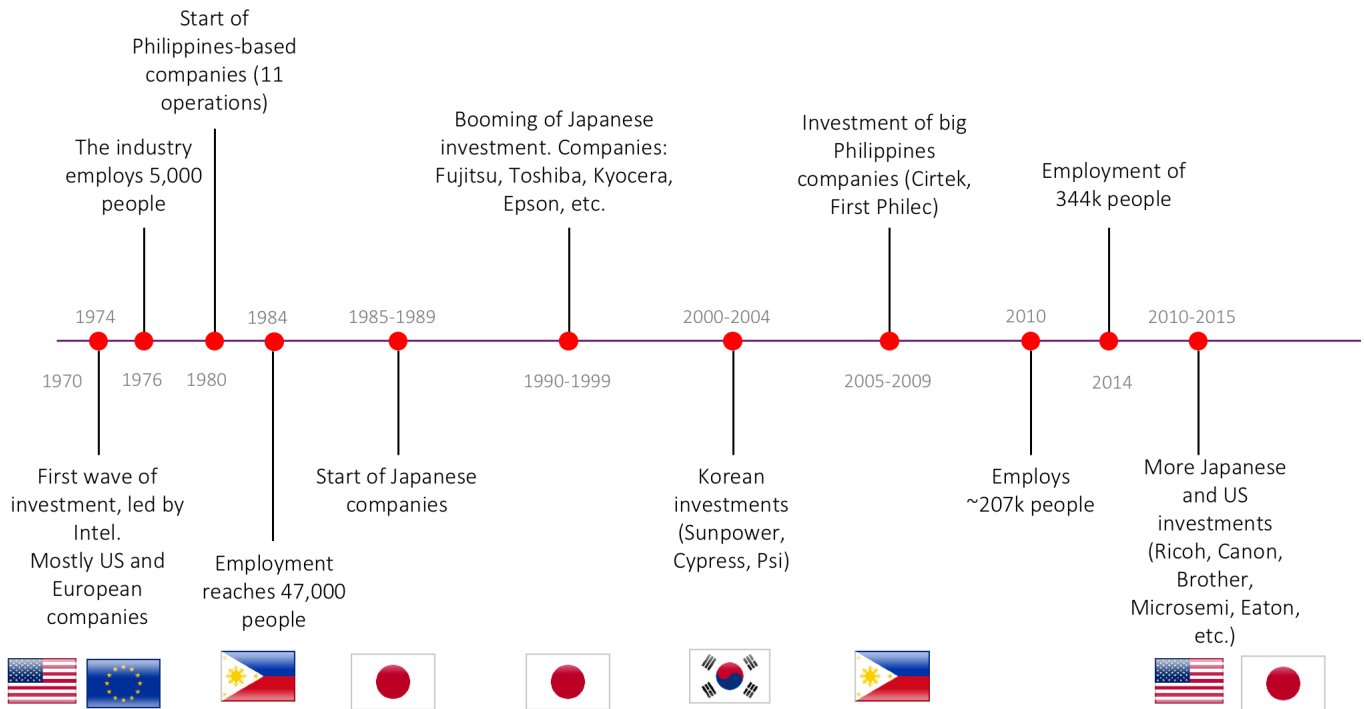 Start of
Philippines-based
companies (11
operations)
The industry
employs 5,000
people
Booming of Japanese
investment. Companies:
Fujitsu, Toshiba, Kyocera,
Epson, etc.
Investment of big
Philippines
companies (Cirtek,
First Philec)
Employment of
344k people
1974
1984
1985-1989
2000-2004
2010
2010-2015
1970
1976
1980
1990-1999
2005-2009
2014
First wave of
investment, led by
Intel.
Mostly US and
European
companies
Employment
reaches 47,000
people
Start of Japanese
companies
Korean
investments
(Sunpower,
Cypress, Psi)
Employs
~207k people
More Japanese
and US
investments
(Ricoh, Canon,
Brother,
Microsemi, Eaton,
etc.)